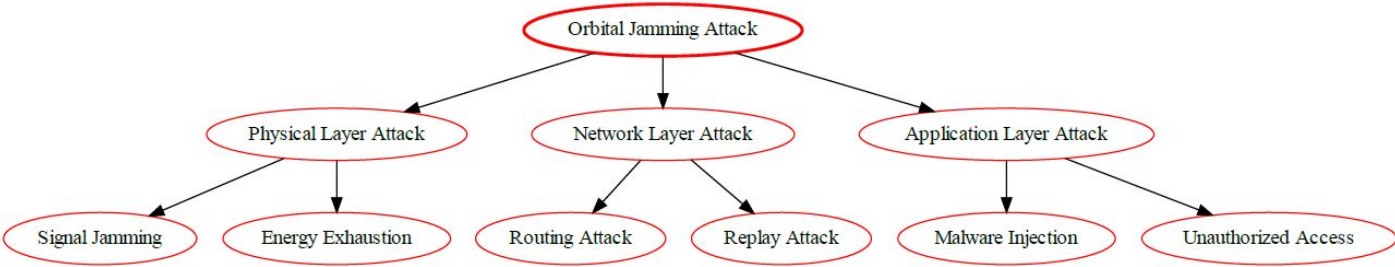 Orbital Jamming Attack
Physical Layer Attack
Network Layer Attack
Application Layer Attack
Signal Jamming
Energy Exhaustion
Routing Attack
Replay Attack
Malware Injection
Unauthorized Access